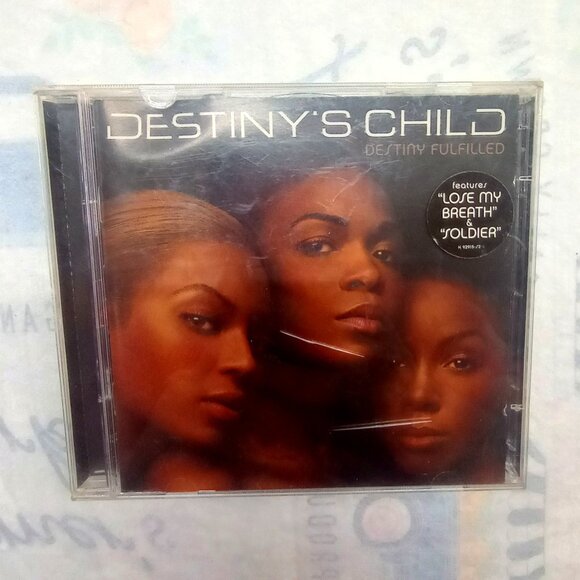 DESTINY'S CHILD
DESTINY FULFILLED
features
"LOSE MY
BREATH"
&
"SOLDIER"